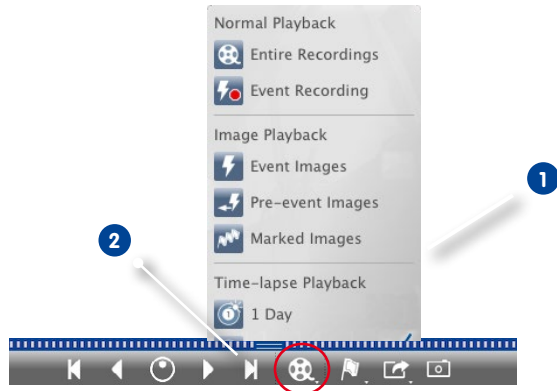 Normal Playback
Entire Recordings
Event Recording
Image Playback
Event Images
Pre-event Images
Marked Images
Time-lapse Playback
1 Day
1
2